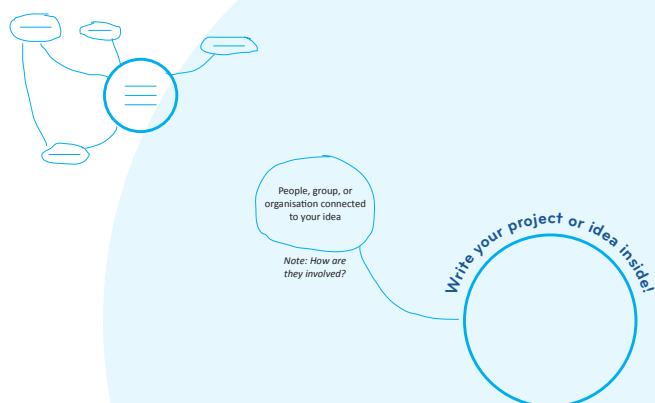 People, group, or
organisation connected
to your idea
Note: How are
they involved?
Write your project or idea inside!